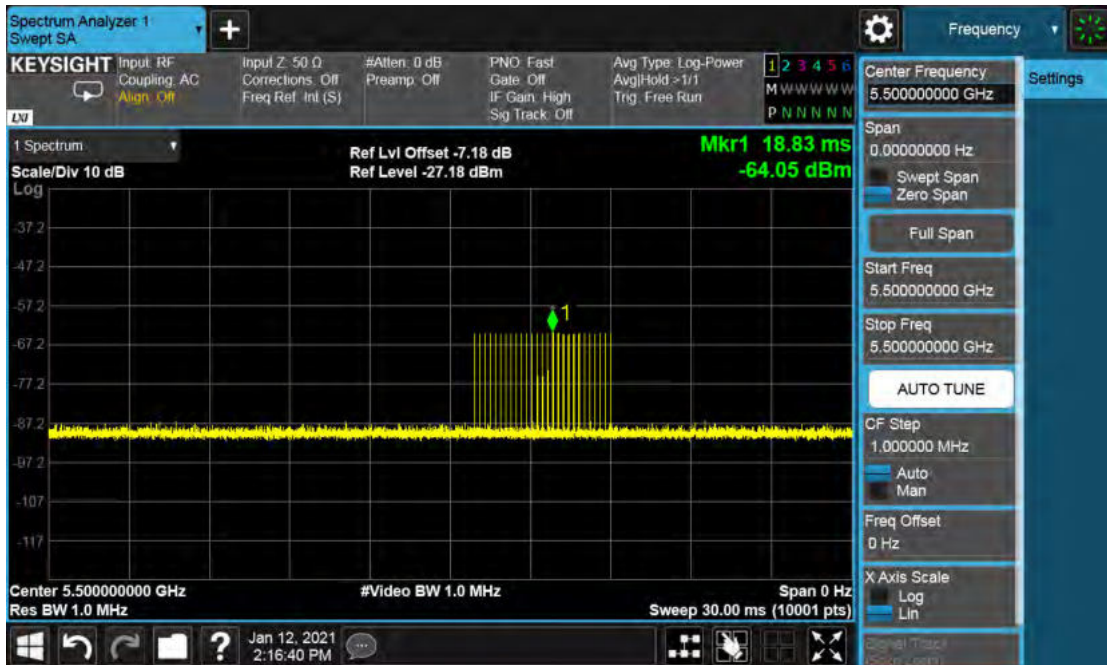 Spectrum Analyzer 1
Swept SA
+
Frequency
KEYSIGHT
LXI
Input: RF
Coupling: AC
Align: Off
Input Z: 50 Ω
Corrections: Off
Freq Ref: Int (S)
#Atten: 0 dB
Preamp: Off
PNO: Fast
Gate: Off
IF Gain: High
Sig Track: Off
Avg Type: Log-Power
Avg|Hold >1/1
Trig: Free Run
1 2 3 4 5 6
M W W W W W
P N N N N N
1 Spectrum
Scale/Div 10 dB
Log
Ref Lvl Offset -7.18 dB
Ref Level -27.18 dBm
Mkr1 18.83 ms
-64.05 dBm
-37.2
-47.2
-57.2
-67.2
-77.2
-87.2
-97.2
-107
-117
1
Center 5.500000000 GHz
Res BW 1.0 MHz
#Video BW 1.0 MHz
Span 0 Hz
Sweep 30.00 ms (10001 pts)
Center Frequency
5.500000000 GHz
Settings
Span
0.00000000 Hz
Swept Span
Zero Span
Full Span
Start Freq
5.500000000 GHz
Stop Freq
5.500000000 GHz
AUTO TUNE
CF Step
1.000000 MHz
Auto
Man
Freq Offset
0 Hz
X Axis Scale
Log
Lin
Signal Track
?
Jan 12, 2021
2:16:40 PM